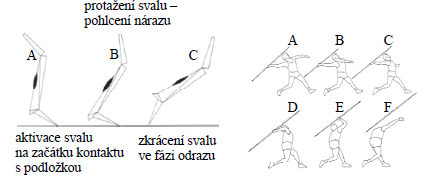 protažení svalu –
pohlcení nárazu
A
B
C
aktivace svalu
na začátku kontaktu
s podložkou
zkrácení svalu
ve fázi odrazu
A B C
D E F